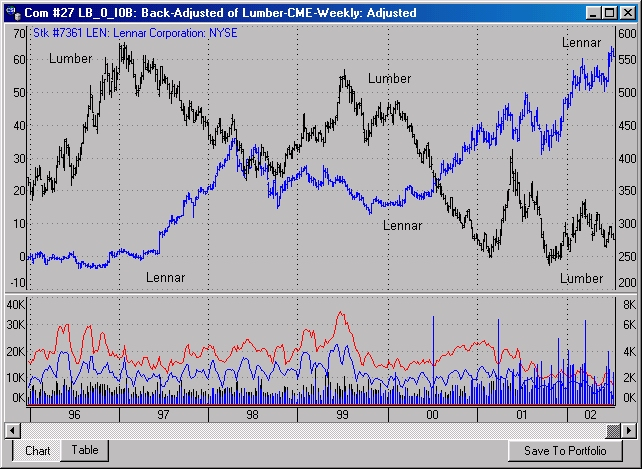 Com #27 LB_0_I0B: Back-Adjusted of Lumber-CME-Weekly: Adjusted
Stk #7361 LEN: Lennar Corporation: NYSE
70 600
Lennar
Lumber
60 550
Lumber
50 500
40 450
30 400
20 350
10 300
Lennar
0 250
Lennar
Lumber
-10 200
40K 8K
30K 6K
20K 4K
10K 2K
0K 0K
96 97 98 99 00 01 02
Chart Table Save To Portfolio